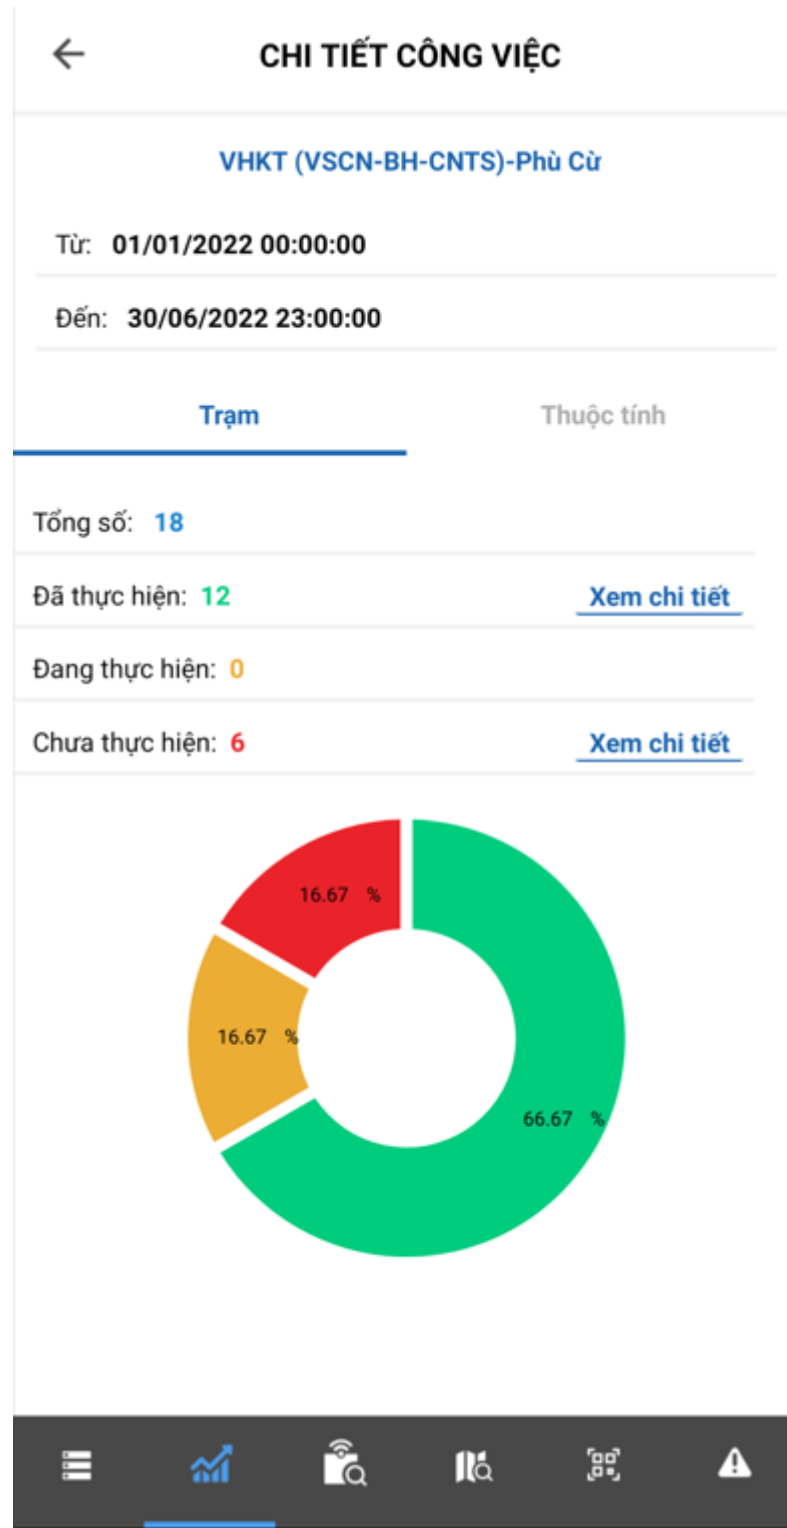 CHI TIẾT CÔNG VIỆC
VHKT (VSCN-BH-CNTS)-Phù Cừ
Từ: 01/01/2022 00:00:00
Đến: 30/06/2022 23:00:00
Trạm Thuộc tính
Tổng số: 18
Đã thực hiện: 12 Xem chi tiết
Đang thực hiện: 0
Chưa thực hiện: 6 Xem chi tiết
16.67 %
16.67 %
66.67 %